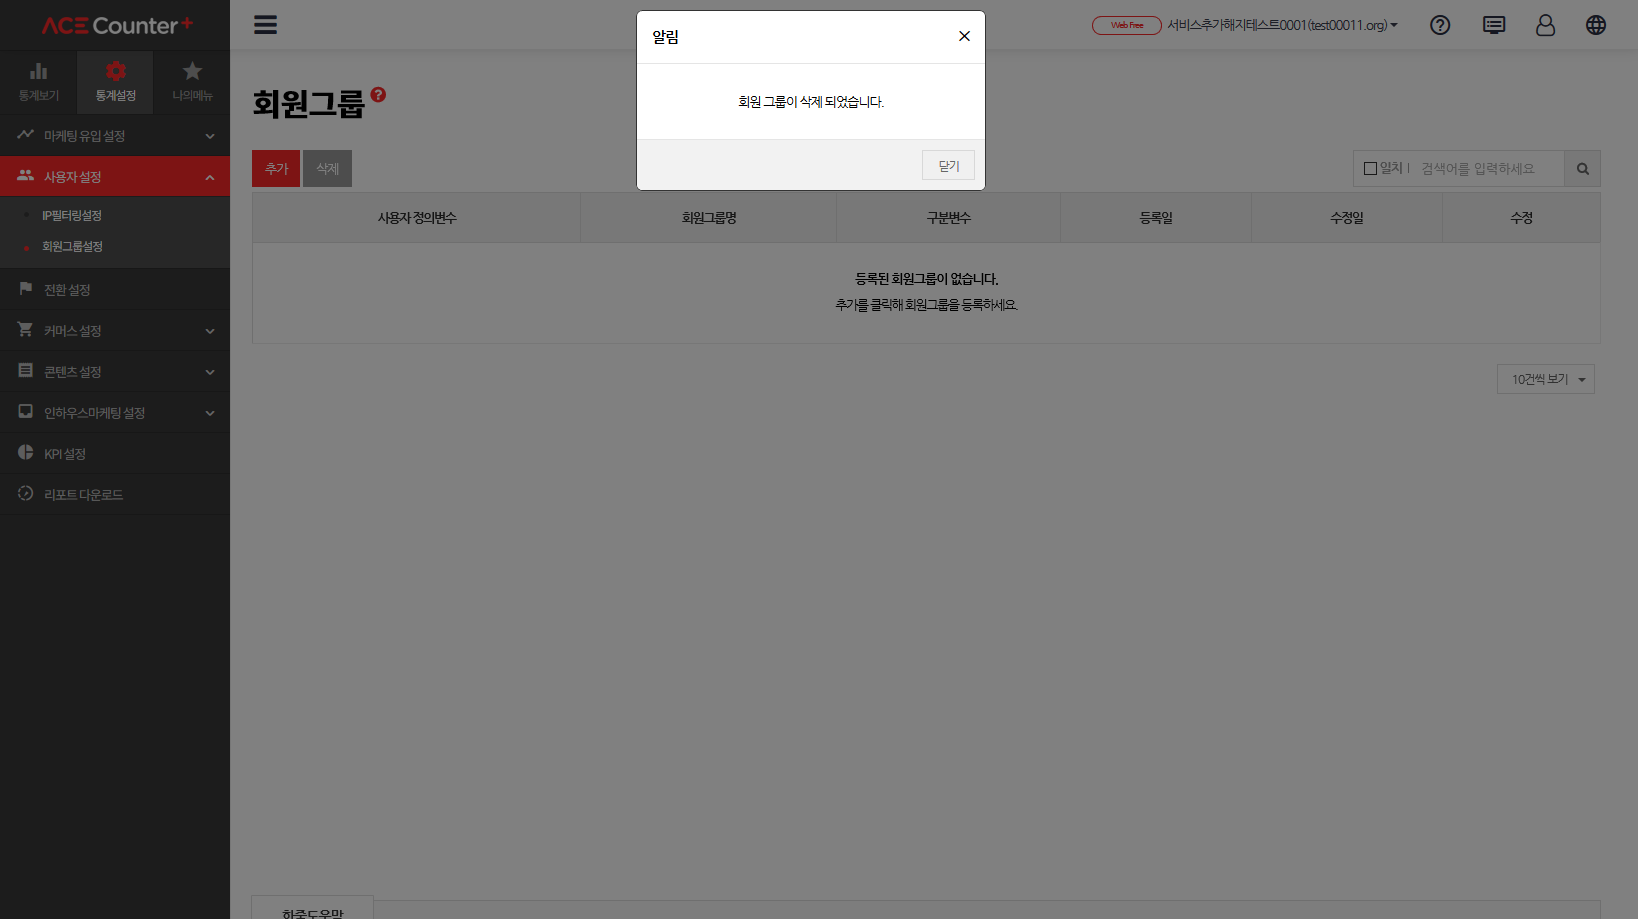 ACE Counter+
통계보기
통계설정
나의메뉴
마케팅 유입 설정
사용자 설정
IP필터링설정
회원그룹설정
전환 설정
커머스 설정
콘텐츠 설정
인하우스마케팅 설정
KPI 설정
리포트 다운로드
Web Free
서비스추가해지테스트0001(test00011.org)
알림
회원 그룹이 삭제 되었습니다.
닫기
회원그룹
추가
삭제
일치
검색어를 입력하세요
사용자 정의변수
회원그룹명
구분변수
등록일
수정일
수정
등록된 회원그룹이 없습니다.
추가를 클릭해 회원그룹을 등록하세요.
10건씩 보기
화중도우말